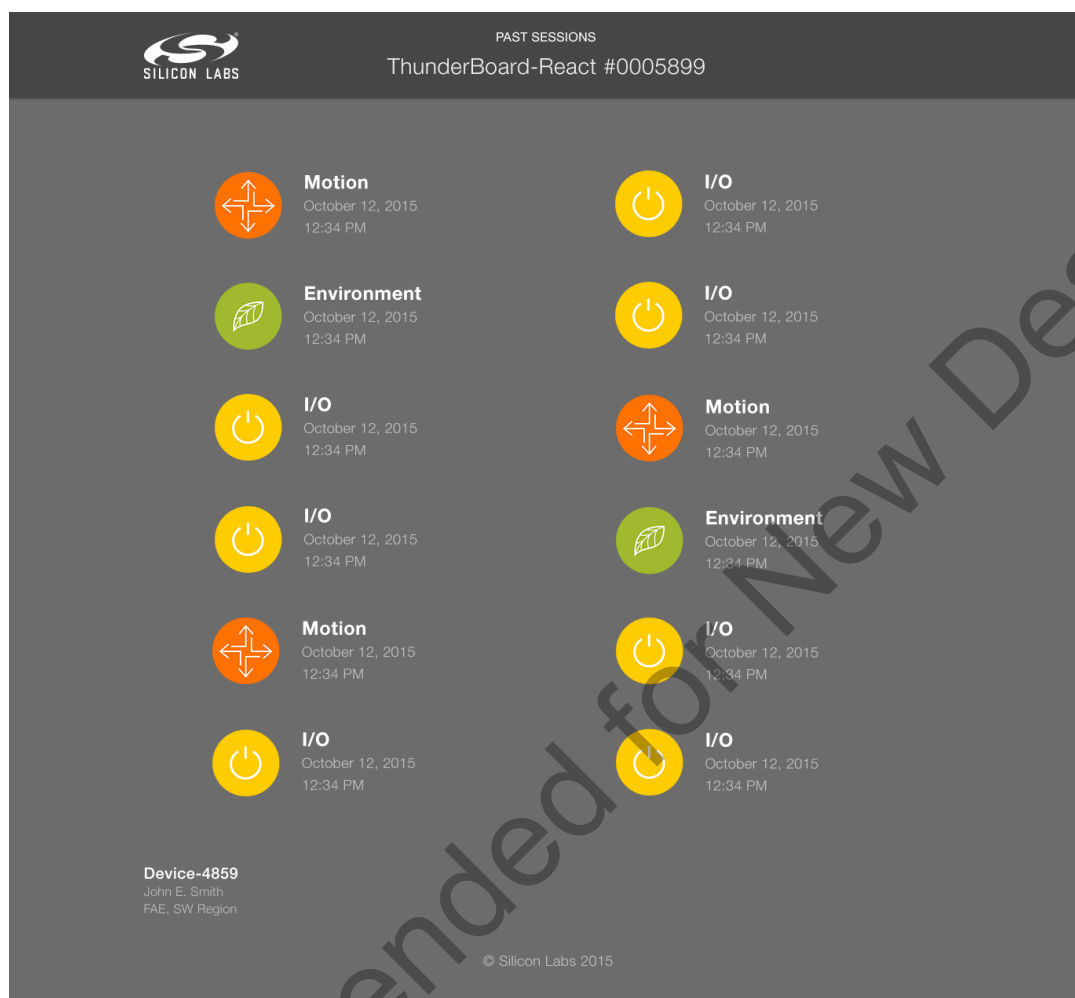 SILICON LABS
PAST SESSIONS
ThunderBoard-React #0005899
Motion
October 12, 2015
12:34 PM
I/O
October 12, 2015
12:34 PM
Environment
October 12, 2015
12:34 PM
I/O
October 12, 2015
12:34 PM
I/O
October 12, 2015
12:34 PM
Motion
October 12, 2015
12:34 PM
I/O
October 12, 2015
12:34 PM
Environment
October 12, 2015
12:34 PM
Motion
October 12, 2015
12:34 PM
I/O
October 12, 2015
12:34 PM
I/O
October 12, 2015
12:34 PM
I/O
October 12, 2015
12:34 PM
Device-4859
John E. Smith
FAE, SW Region
© Silicon Labs 2015
ended for New Des